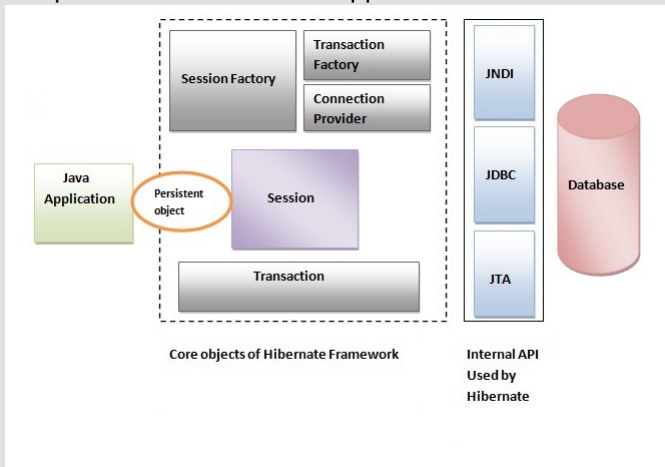 Session Factory
Transaction
Factory
Connection
Provider
JNDI
JDBC
JTA
Database
Java
Application
Persistent
object
Session
Transaction
Core objects of Hibernate Framework
Internal API
Used by
Hibernate